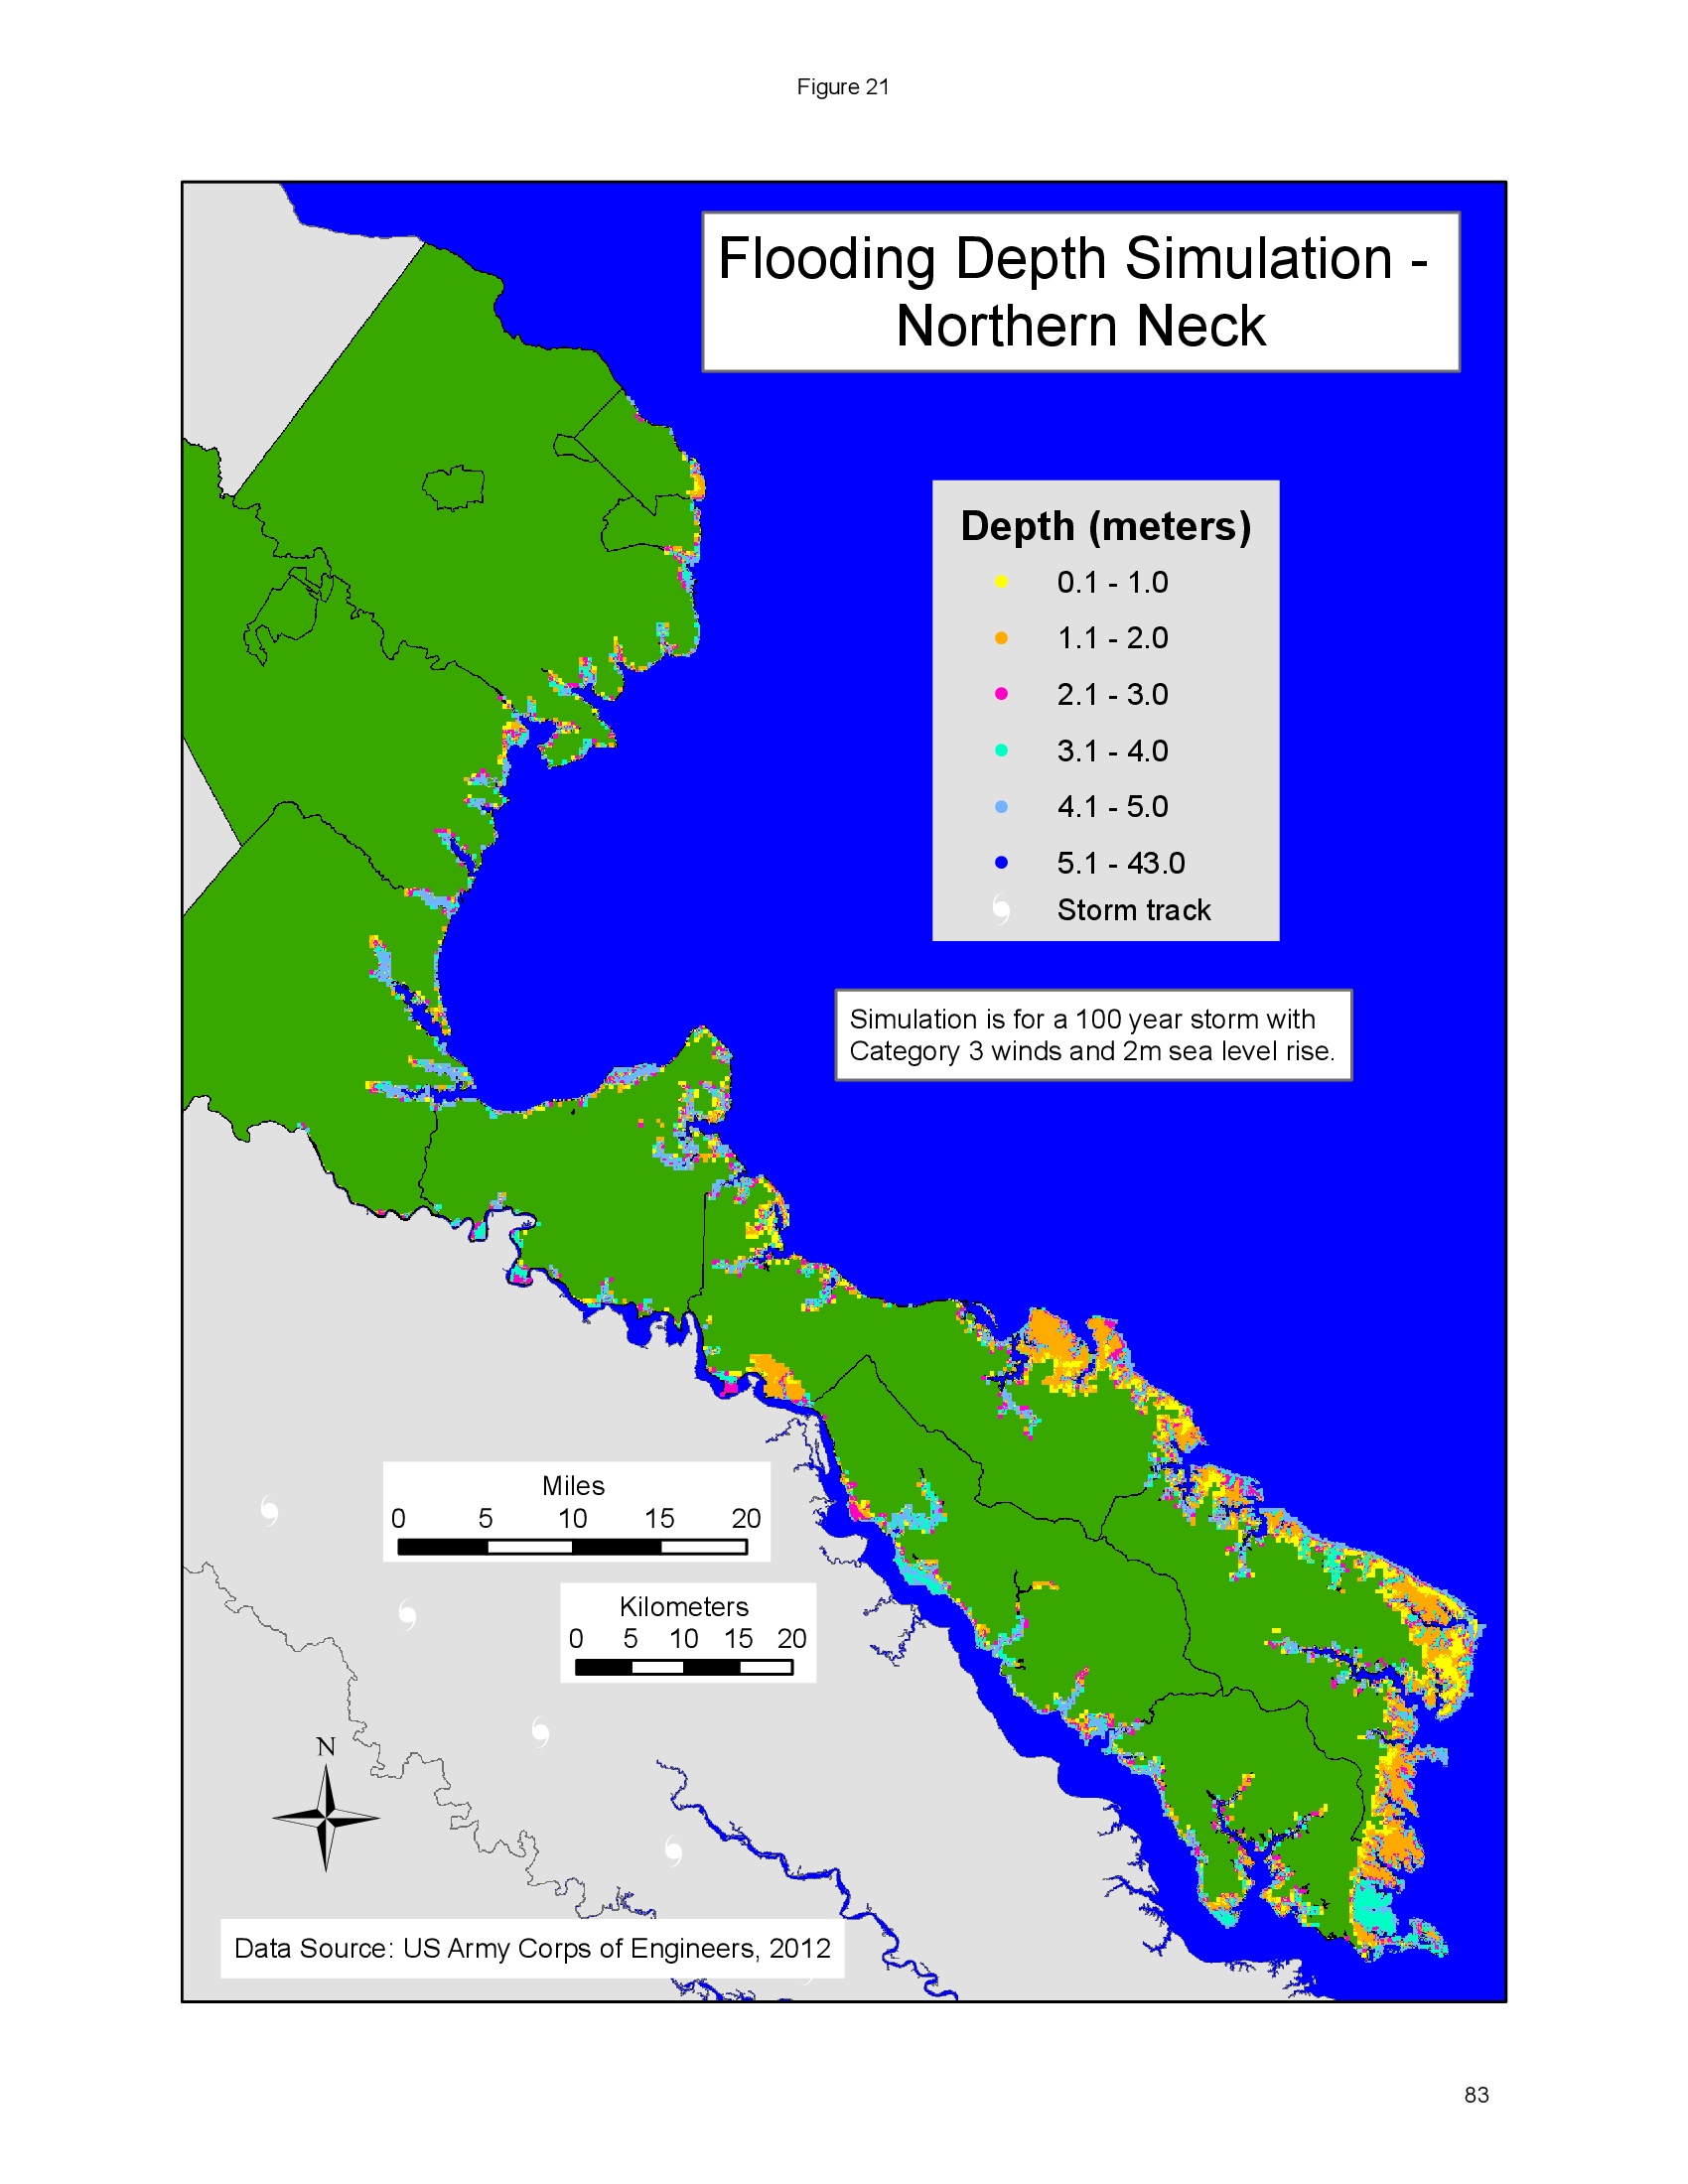 Figure 21
Flooding Depth Simulation -
Northern Neck
Depth (meters)
0.1 - 1.0
1.1 - 2.0
2.1 - 3.0
3.1 - 4.0
4.1 - 5.0
5.1 - 43.0
Storm track
Simulation is for a 100 year storm with
Category 3 winds and 2m sea level rise.
Miles
0 5 10 15 20
Kilometers
0 5 10 15 20
N
Data Source: US Army Corps of Engineers, 2012
83